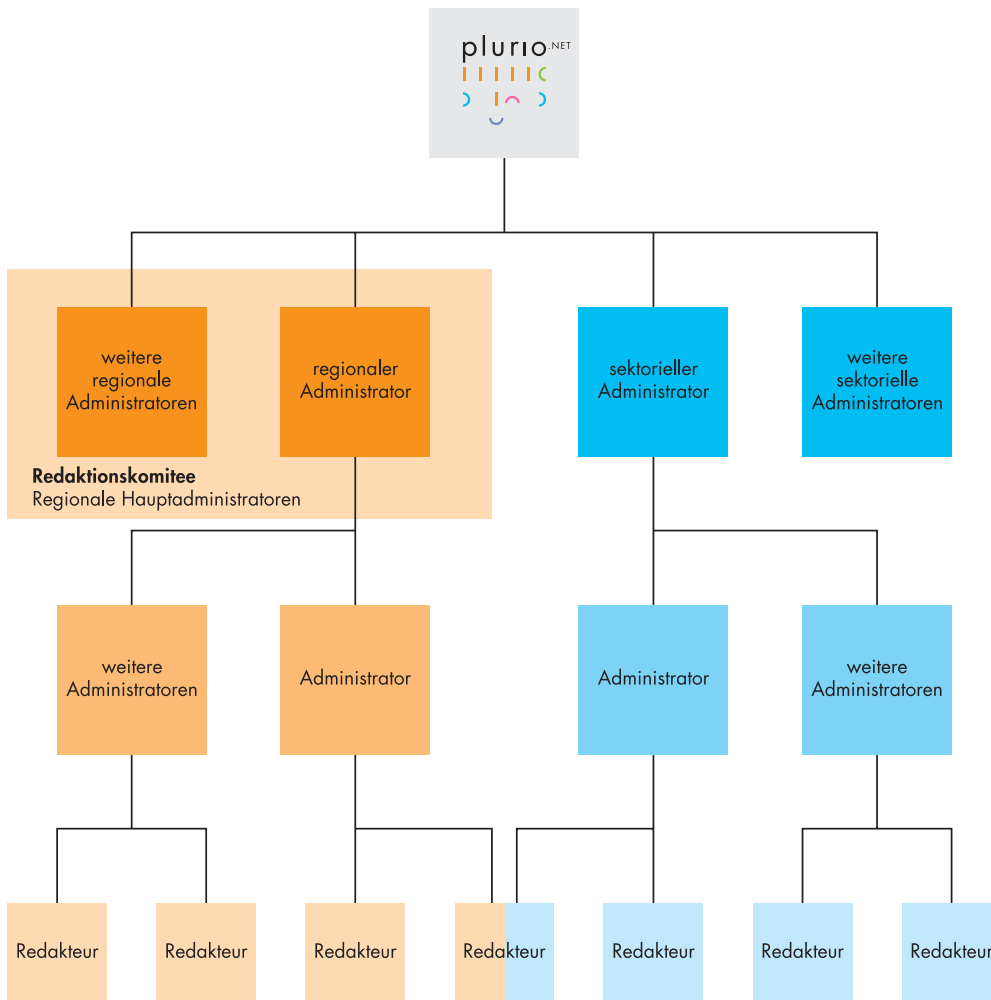 plurio.NET
weitere
regionale
Administratoren
regionaler
Administrator
sektorieller
Administrator
weitere
sektorielle
Administratoren
Redaktionskomitee
Regionale Hauptadministratoren
weitere
Administratoren
Administrator
Administrator
weitere
Administratoren
Redakteur
Redakteur
Redakteur
Redakteur
Redakteur
Redakteur
Redakteur